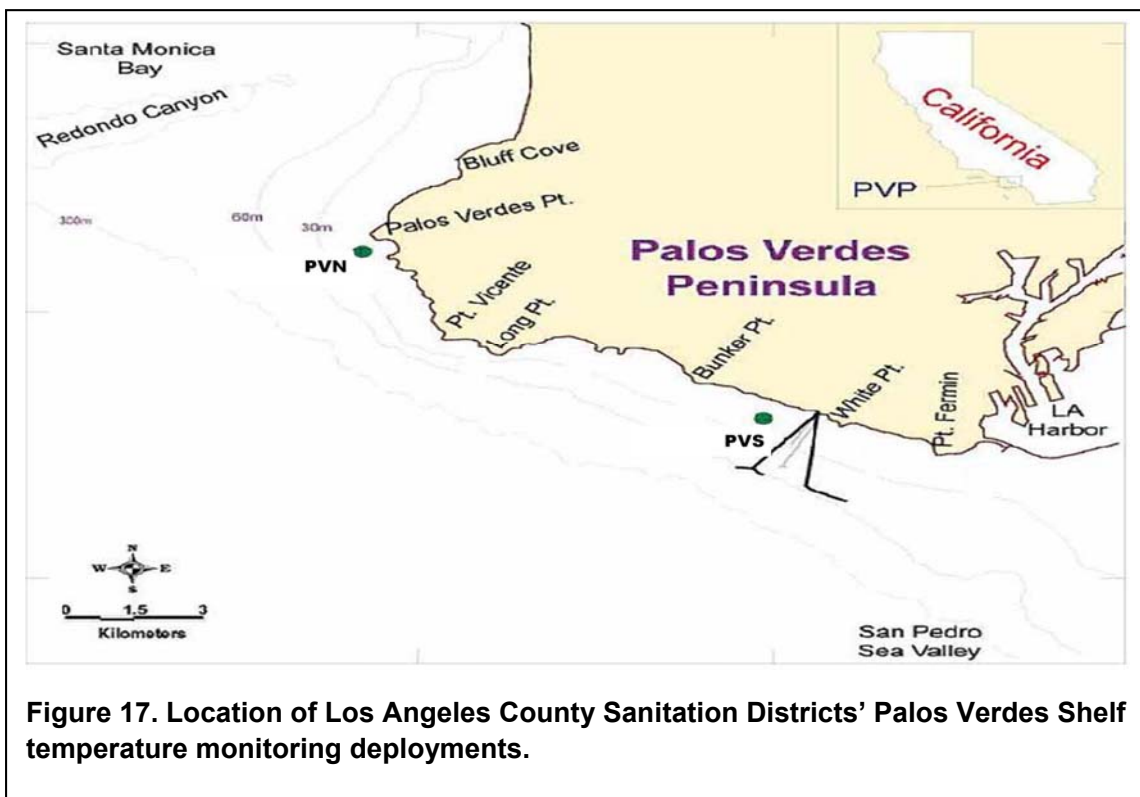 Santa Monica
Bay
Redondo Canyon
Bluff Cove
California
PVP
Palos Verdes Pt.
300m
60m
30m
PVN
Palos Verdes
Peninsula
Pt. Vicente
Long Pt.
Bunker Pt.
White Pt.
Pt. Fermin
LA
Harbor
PVS
N
W
E
S
0 1.5 3
Kilometers
San Pedro
Sea Valley
Figure 17. Location of Los Angeles County Sanitation Districts’ Palos Verdes Shelf
temperature monitoring deployments.